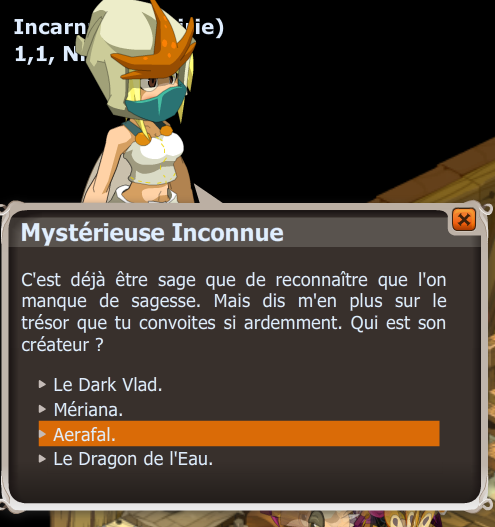 Incarn rie)
1,1,
Mystérieuse Inconnue
C'est déjà être sage que de reconnaître que l'on
manque de sagesse. Mais dis m'en plus sur le
trésor que tu convoites si ardemment. Qui est son
créateur ?
Le Dark Vlad.
Mériana.
Aerafal.
Le Dragon de l'Eau.